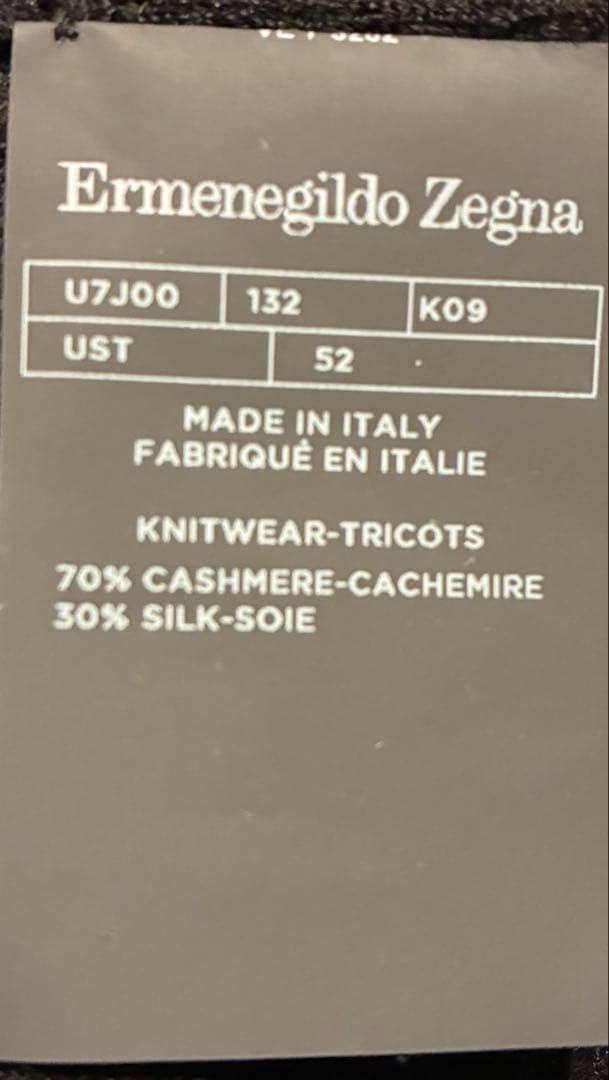 Ermenegildo Zegna
U7J00 132 K09
UST 52
MADE IN ITALY
FABRIQUÉ EN ITALIE
KNITWEAR-TRICOTS
70% CASHMERE-CACHEMIRE
30% SILK-SOIE